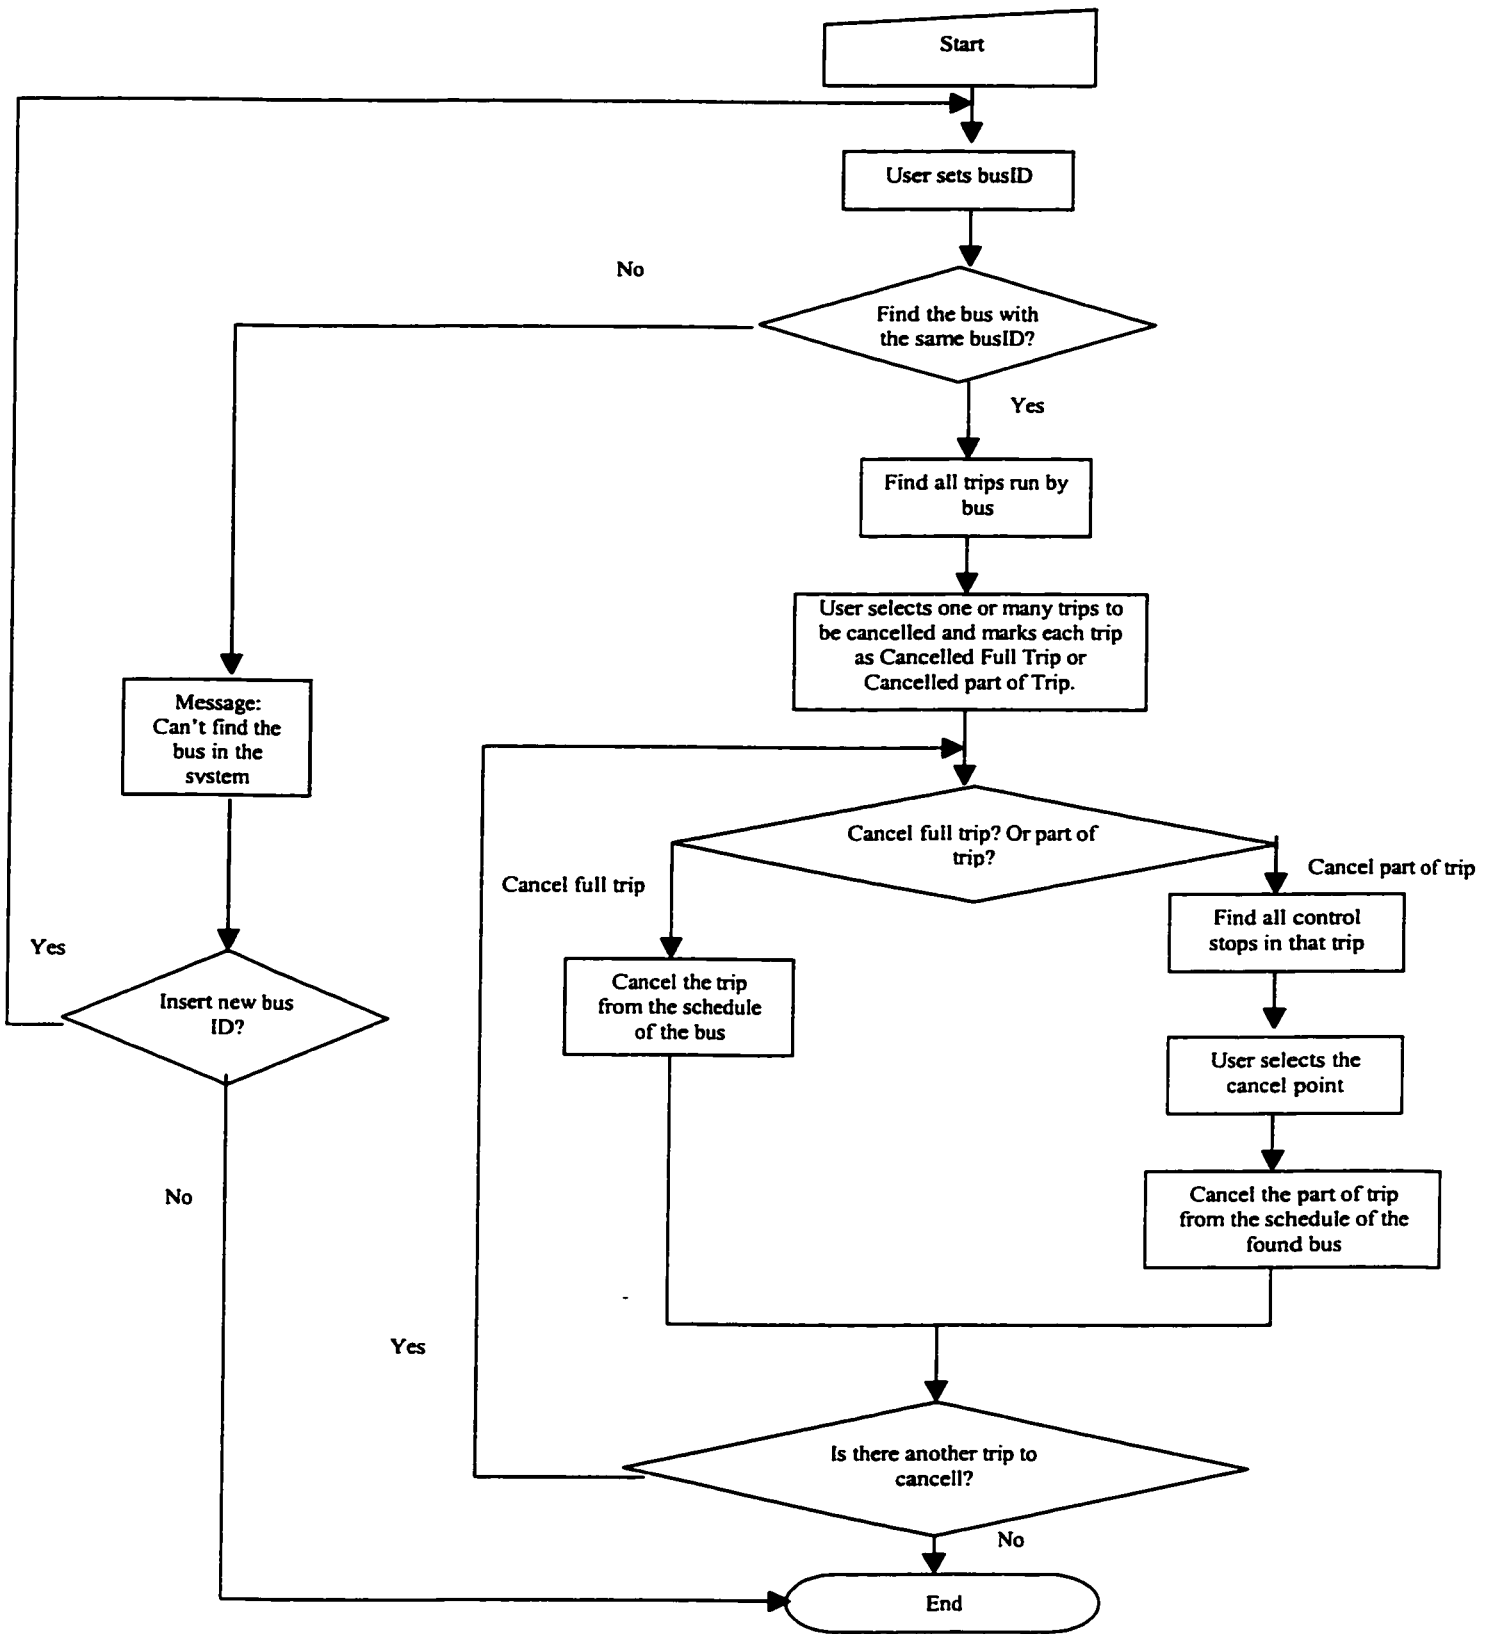 Start
User sets busID
No
Find the bus with
the same busID?
Yes
Find all trips run by
bus
User selects one or many trips to
be cancelled and marks each trip
as Cancelled Full Trip or
Cancelled part of Trip.
Message:
Can't find the
bus in the
system
Cancel full trip? Or part of
trip?
Cancel full trip
Cancel part of trip
Find all control
stops in that trip
Yes
Insert new bus
ID?
Cancel the trip
from the schedule
of the bus
User selects the
cancel point
No
Cancel the part of trip
from the schedule of the
found bus
Yes
Is there another trip to
cancell?
No
End